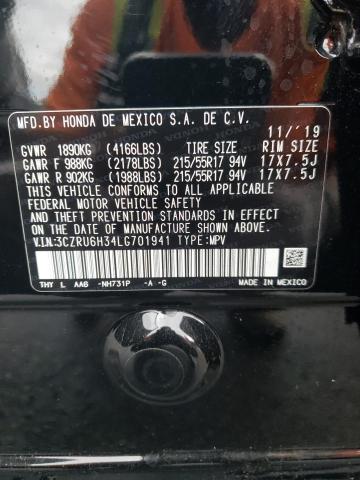 MFD.BY HONDA DE MEXICO S.A. DE C.V.
11/'19
GVWR 1890KG (4166LBS) TIRE SIZE RIM SIZE
GAWR F 988KG (2178LBS) 215/55R17 94V 17X7.5J
GAWR R 902KG (1988LBS) 215/55R17 94V 17X7.5J
THIS VEHICLE CONFORMS TO ALL APPLICABLE
FEDERAL MOTOR VEHICLE SAFETY, BUMPER,
AND THEFT PREVENTION STANDARDS IN EFFECT ON
THE DATE OF MANUFACTURE SHOWN ABOVE.
V.I.N:3CZRU6H34LG701941 TYPE:MPV
THY L AA6 -NH731P -A -G
MADE IN MEXICO